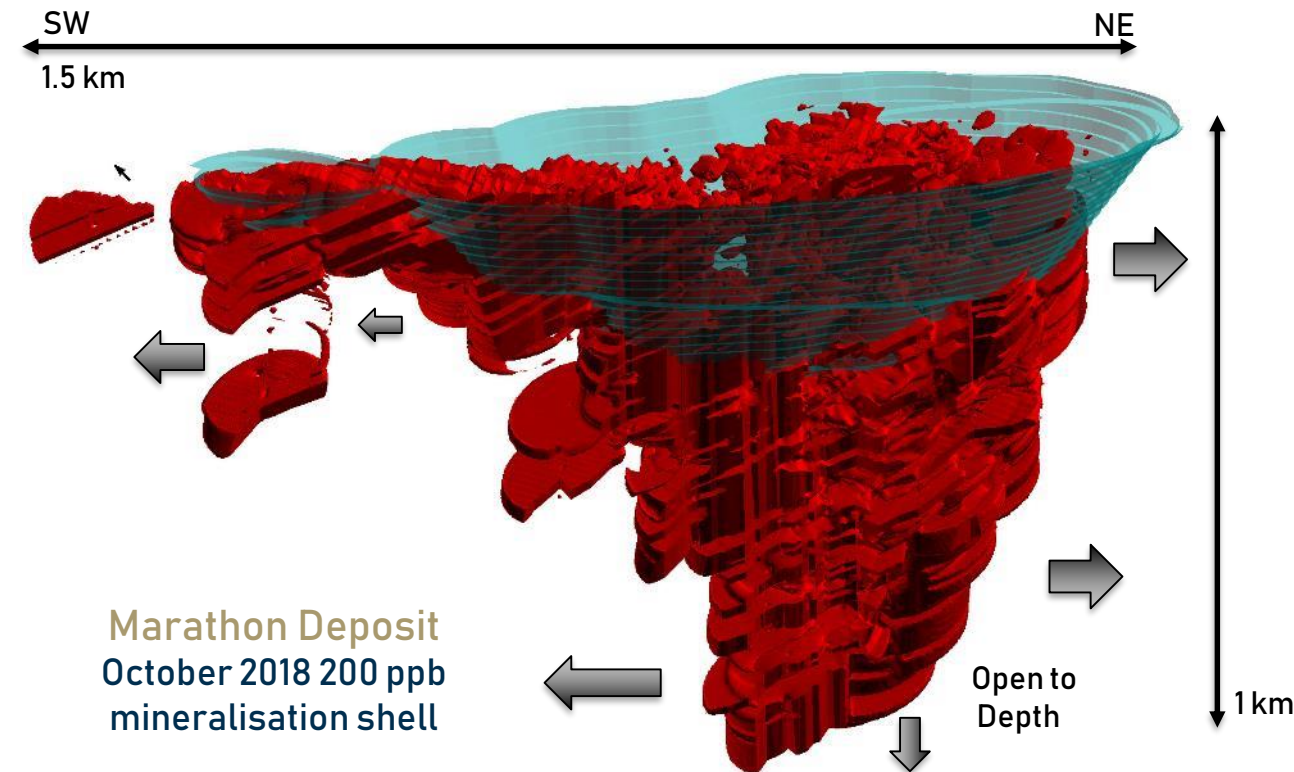 SW
NE
1.5 km
Marathon Deposit
October 2018 200 ppb
mineralisation shell
Open to
Depth
1 km